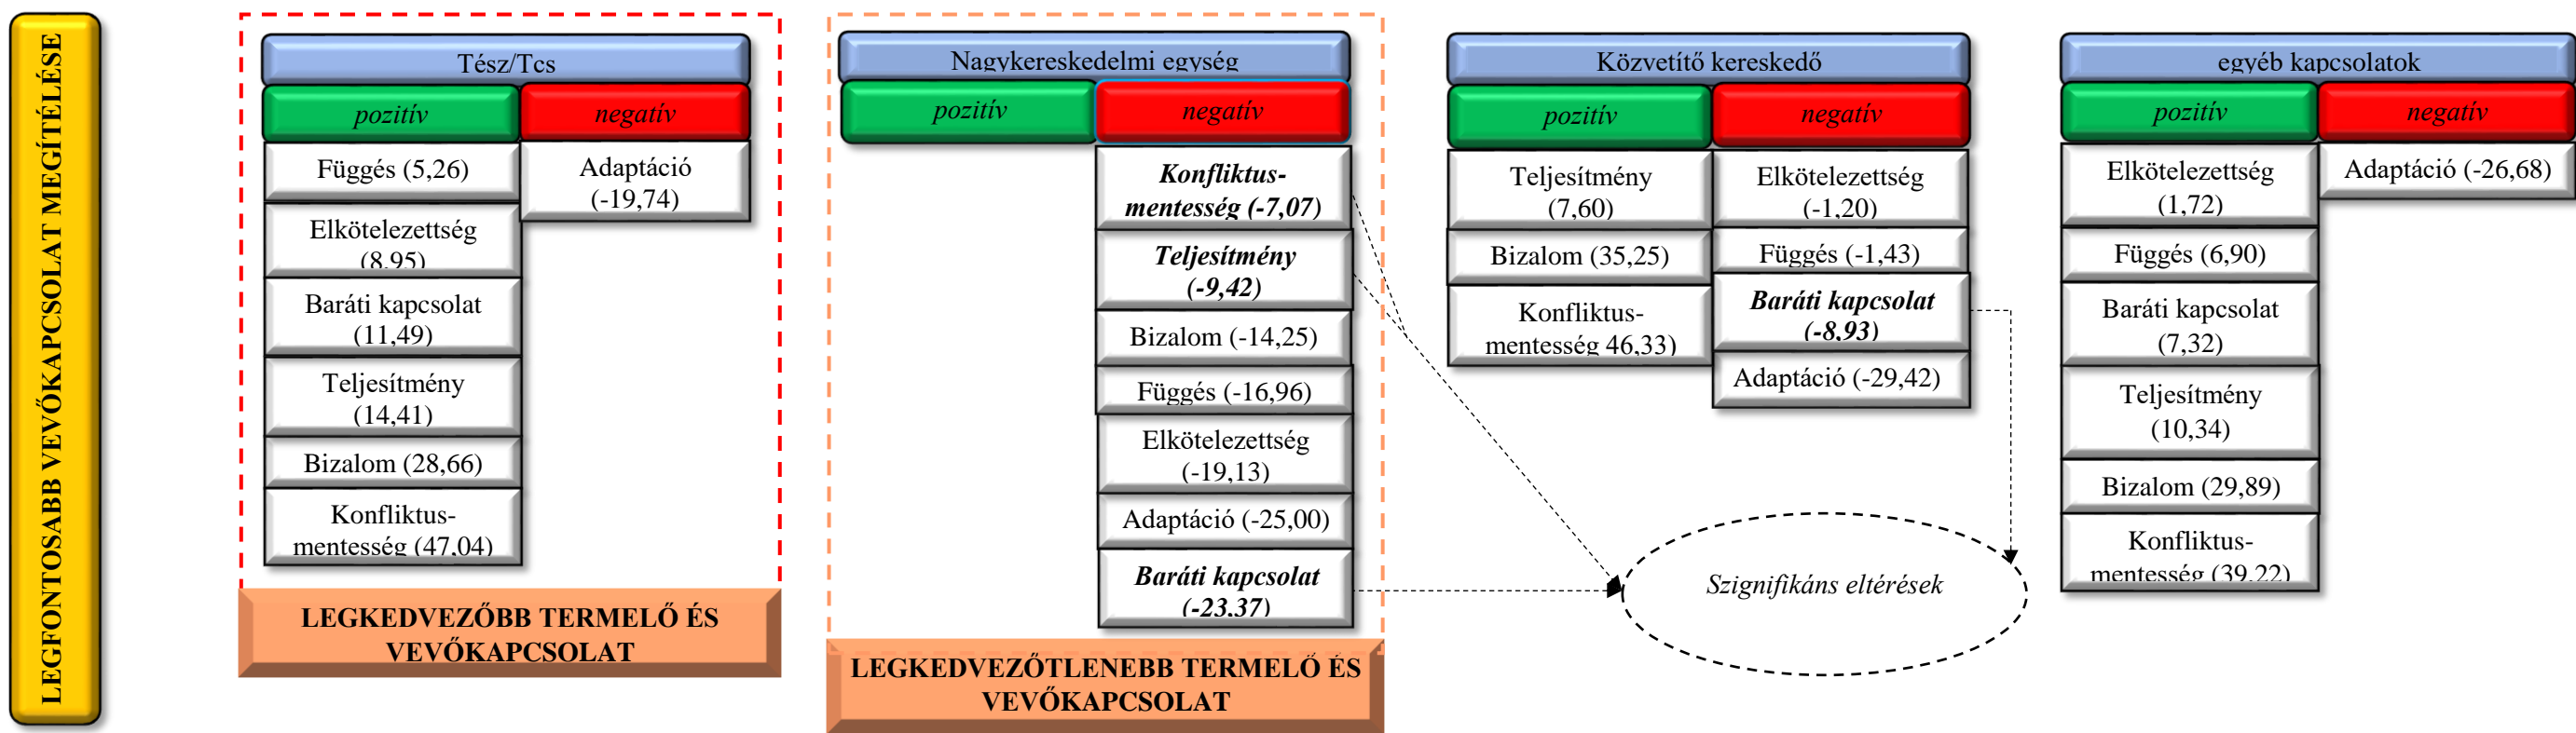 LEGFONTOSABB VEVŐKAPCSOLAT MEGÍTÉLÉSE
Tész/Tcs
pozitív
negatív
Függés (5,26)
Elkötelezettség
(8,95)
Baráti kapcsolat
(11,49)
Teljesítmény
(14,41)
Bizalom (28,66)
Konfliktus-
mentesség (47,04)
Adaptáció
(-19,74)
LEGKEDVEZŐBB TERMELŐ ÉS
VEVŐKAPCSOLAT
Nagykereskedelmi egység
pozitív
negatív
Konfliktus-
mentesség (-7,07)
Teljesítmény
(-9,42)
Bizalom (-14,25)
Függés (-16,96)
Elkötelezettség
(-19,13)
Adaptáció (-25,00)
Baráti kapcsolat
(-23,37)
LEGKEDVEZŐTLENEBB TERMELŐ ÉS
VEVŐKAPCSOLAT
Közvetítő kereskedő
pozitív
negatív
Teljesítmény
(7,60)
Bizalom (35,25)
Konfliktus-
mentesség 46,33)
Elkötelezettség
(-1,20)
Függés (-1,43)
Baráti kapcsolat
(-8,93)
Adaptáció (-29,42)
Szignifikáns eltérések
egyéb kapcsolatok
pozitív
negatív
Elkötelezettség
(1,72)
Függés (6,90)
Baráti kapcsolat
(7,32)
Teljesítmény
(10,34)
Bizalom (29,89)
Konfliktus-
mentesség (39,22)
Adaptáció (-26,68)